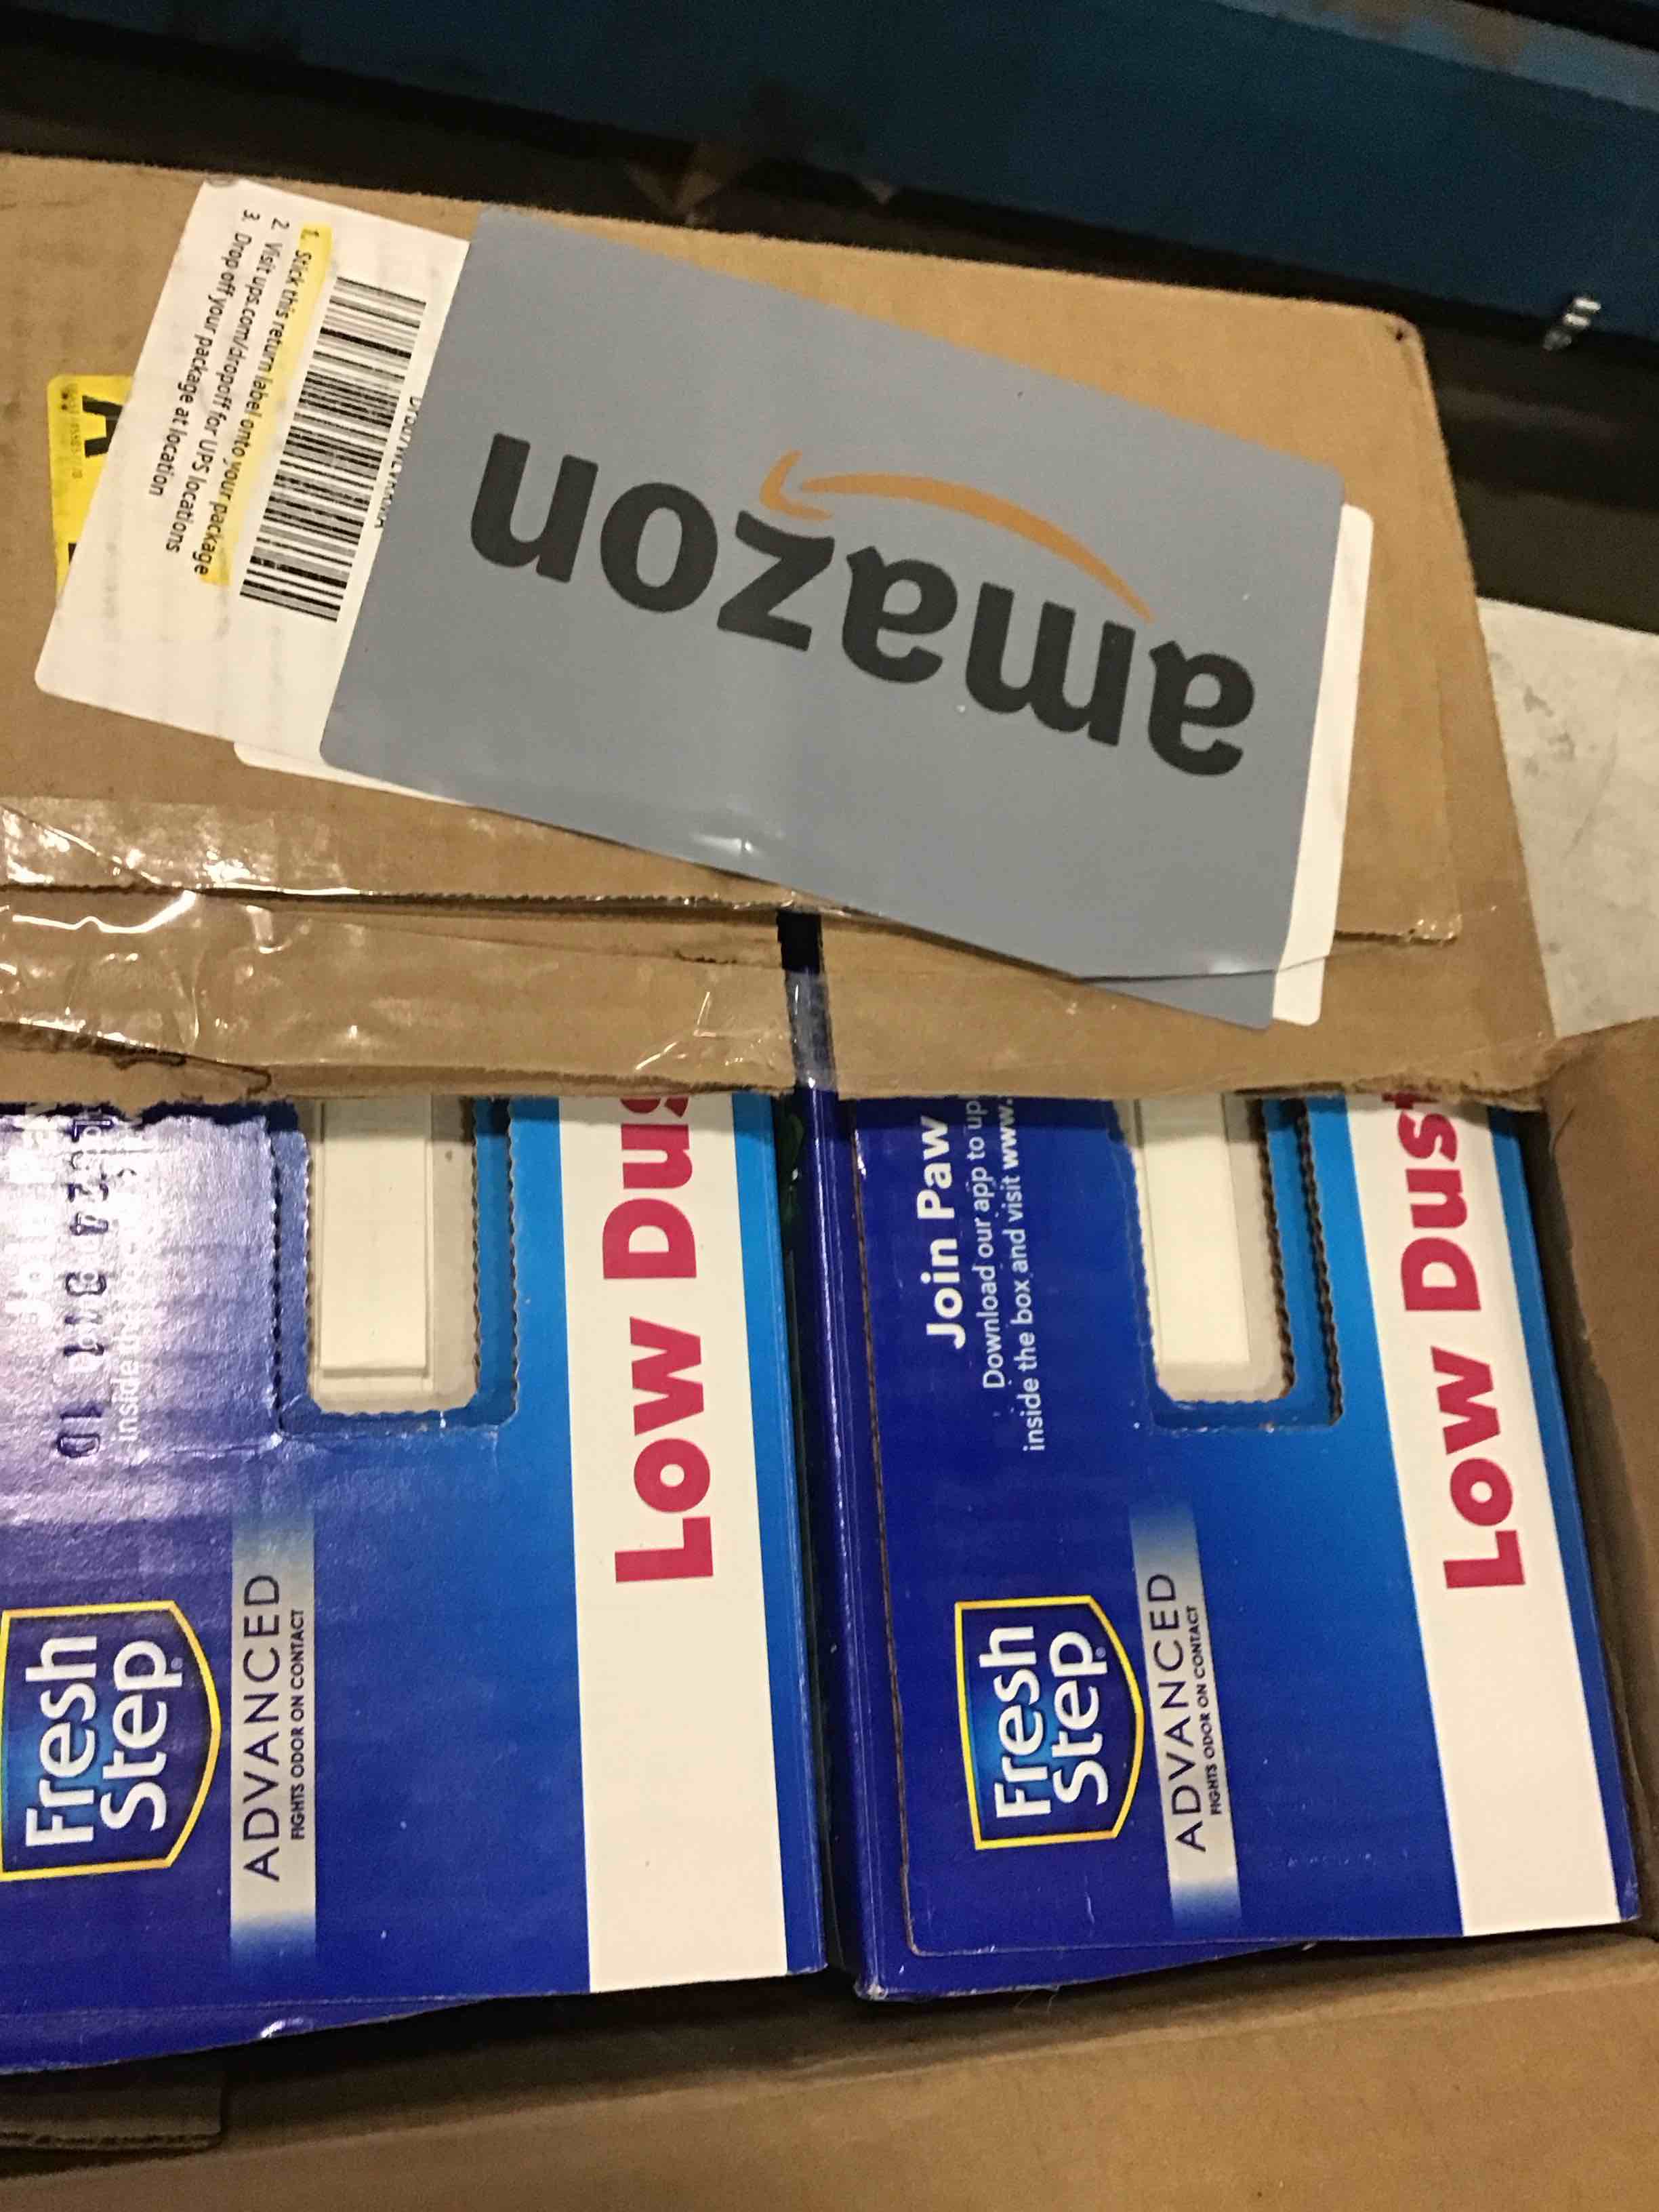 1. Stick this return label onto your package
2. Visit ups.com/dropoff for UPS locations
3. Drop off your package at location
A
amazon
Low Dus
Fresh
Step
ADVANCED
FIGHTS ODOR ON CONTACT
inside
Join Paw
Download our app to up
inside the box and visit www.
Low Dust
Fresh
Step
ADVANCED
FIGHTS ODOR ON CONTACT